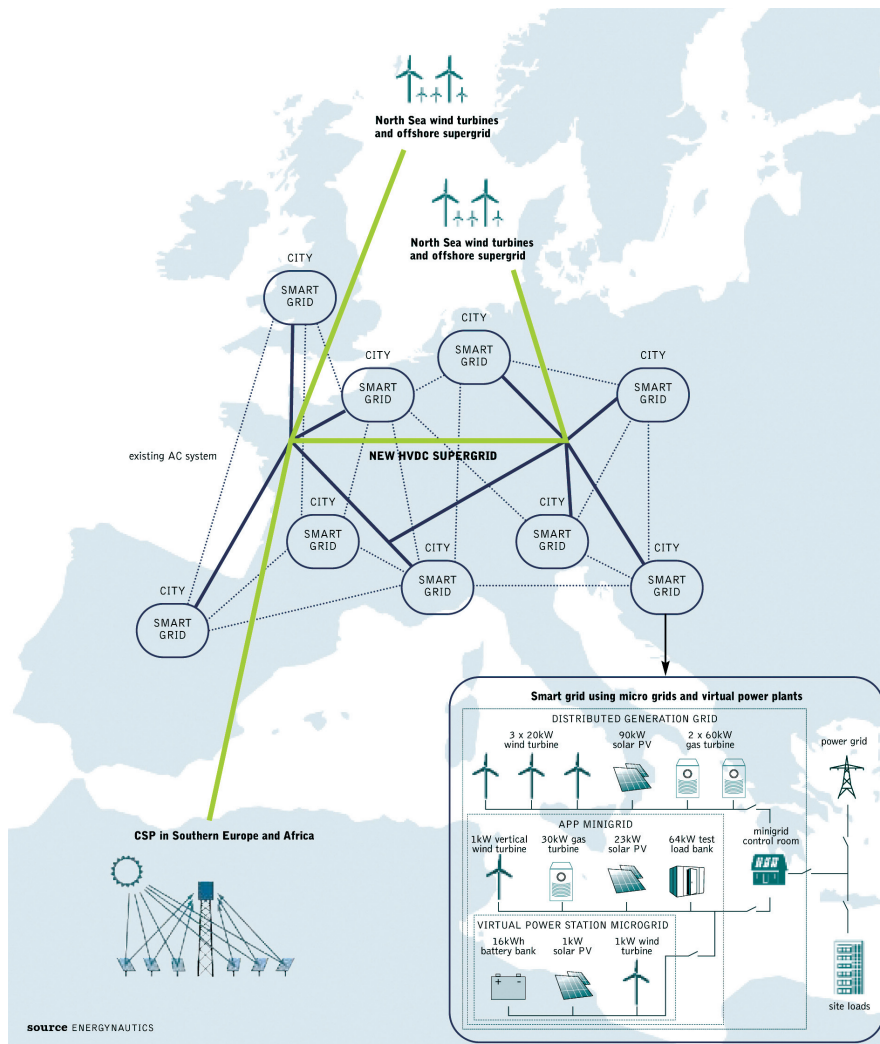 North Sea wind turbines
and offshore supergrid
North Sea wind turbines
and offshore supergrid
CITY
SMART
GRID
CITY
SMART
GRID
CITY
SMART
GRID
CITY
SMART
GRID
existing AC system
NEW HVDC SUPERGRID
CITY
SMART
GRID
CITY
SMART
GRID
CITY
SMART
GRID
CITY
SMART
GRID
CITY
SMART
GRID
Smart grid using micro grids and virtual power plants
DISTRIBUTED GENERATION GRID
3 x 20kW
wind turbine
90kW
solar PV
2 x 60kW
gas turbine
power grid
APP MINIGRID
1kW vertical
wind turbine
30kW gas
turbine
23kW
solar PV
64kW test
load bank
minigrid
control room
VIRTUAL POWER STATION MICROGRID
16kWh
battery bank
1kW
solar PV
1kW wind
turbine
site loads
CSP in Southern Europe and Africa
source ENERGYNAUTICS